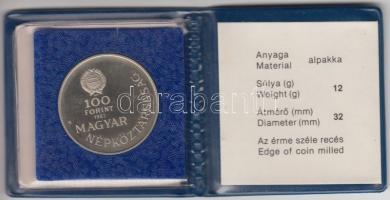 100
FORINT
1983
MAGYAR
NÉPKÖZTÁRSASÁG
Anyaga
Material alpakka
Súlya (g)
Weight (g) 12
Átmérő (mm)
Diameter (mm) 32
Az érme széle recés
Edge of coin milled
darabanth